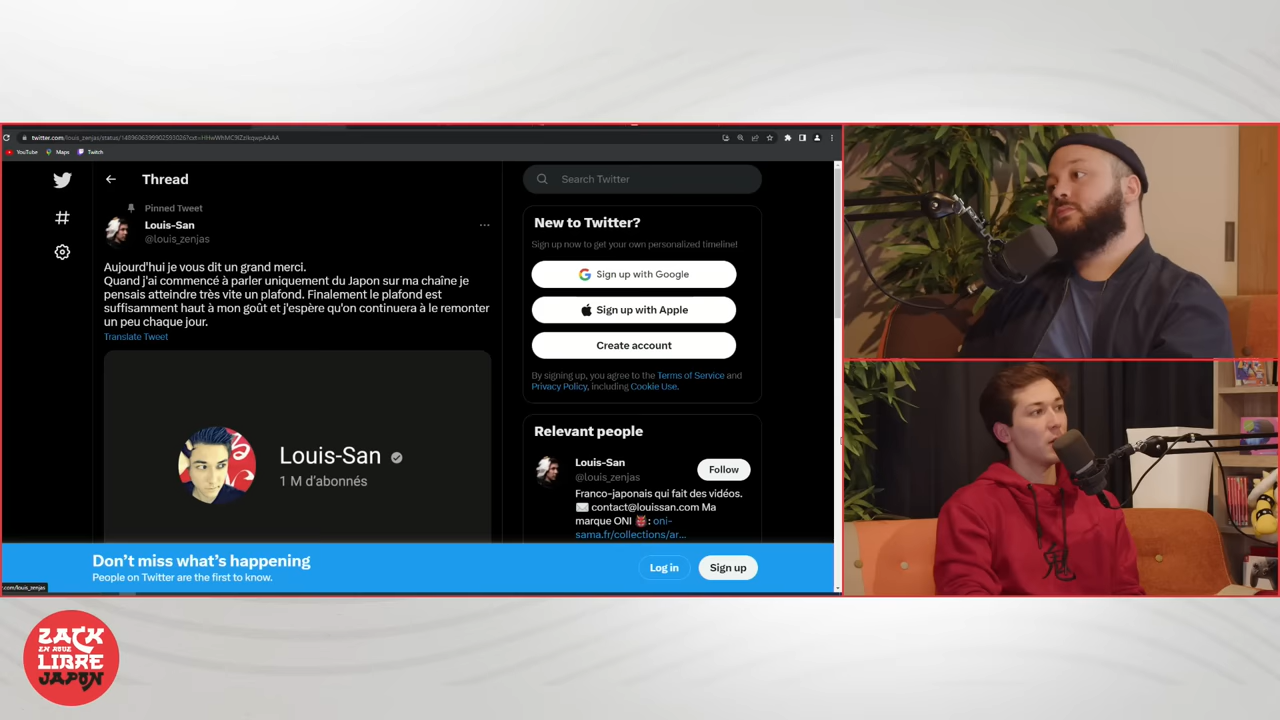 YouTube
Maps
Twitch
Thread
Pinned Tweet
Louis-San
@louis_zenjas
Aujourd'hui je vous dit un grand merci.
Quand j'ai commencé à parler uniquement du Japon sur ma chaîne je
pensais atteindre très vite un plafond. Finalement le plafond est
suffisamment haut à mon goût et j'espère qu'on continuera à le remonter
un peu chaque jour.
Translate Tweet
Louis-San
1 M d'abonnés
Search Twitter
New to Twitter?
Sign up now to get your own personalized timeline!
Sign up with Google
Sign up with Apple
Create account
By signing up, you agree to the Terms of Service and
Privacy Policy, including Cookie Use.
Relevant people
Louis-San
@louis_zenjas
Follow
Franco-japonais qui fait des vidéos.
contact@louissan.com Ma
marque ONI oni-
sama.fr/collections/ar...
Don't miss what's happening
People on Twitter are the first to know.
Log in
Sign up
鬼
ZACK
EN ROUE
LIBRE
JAPON